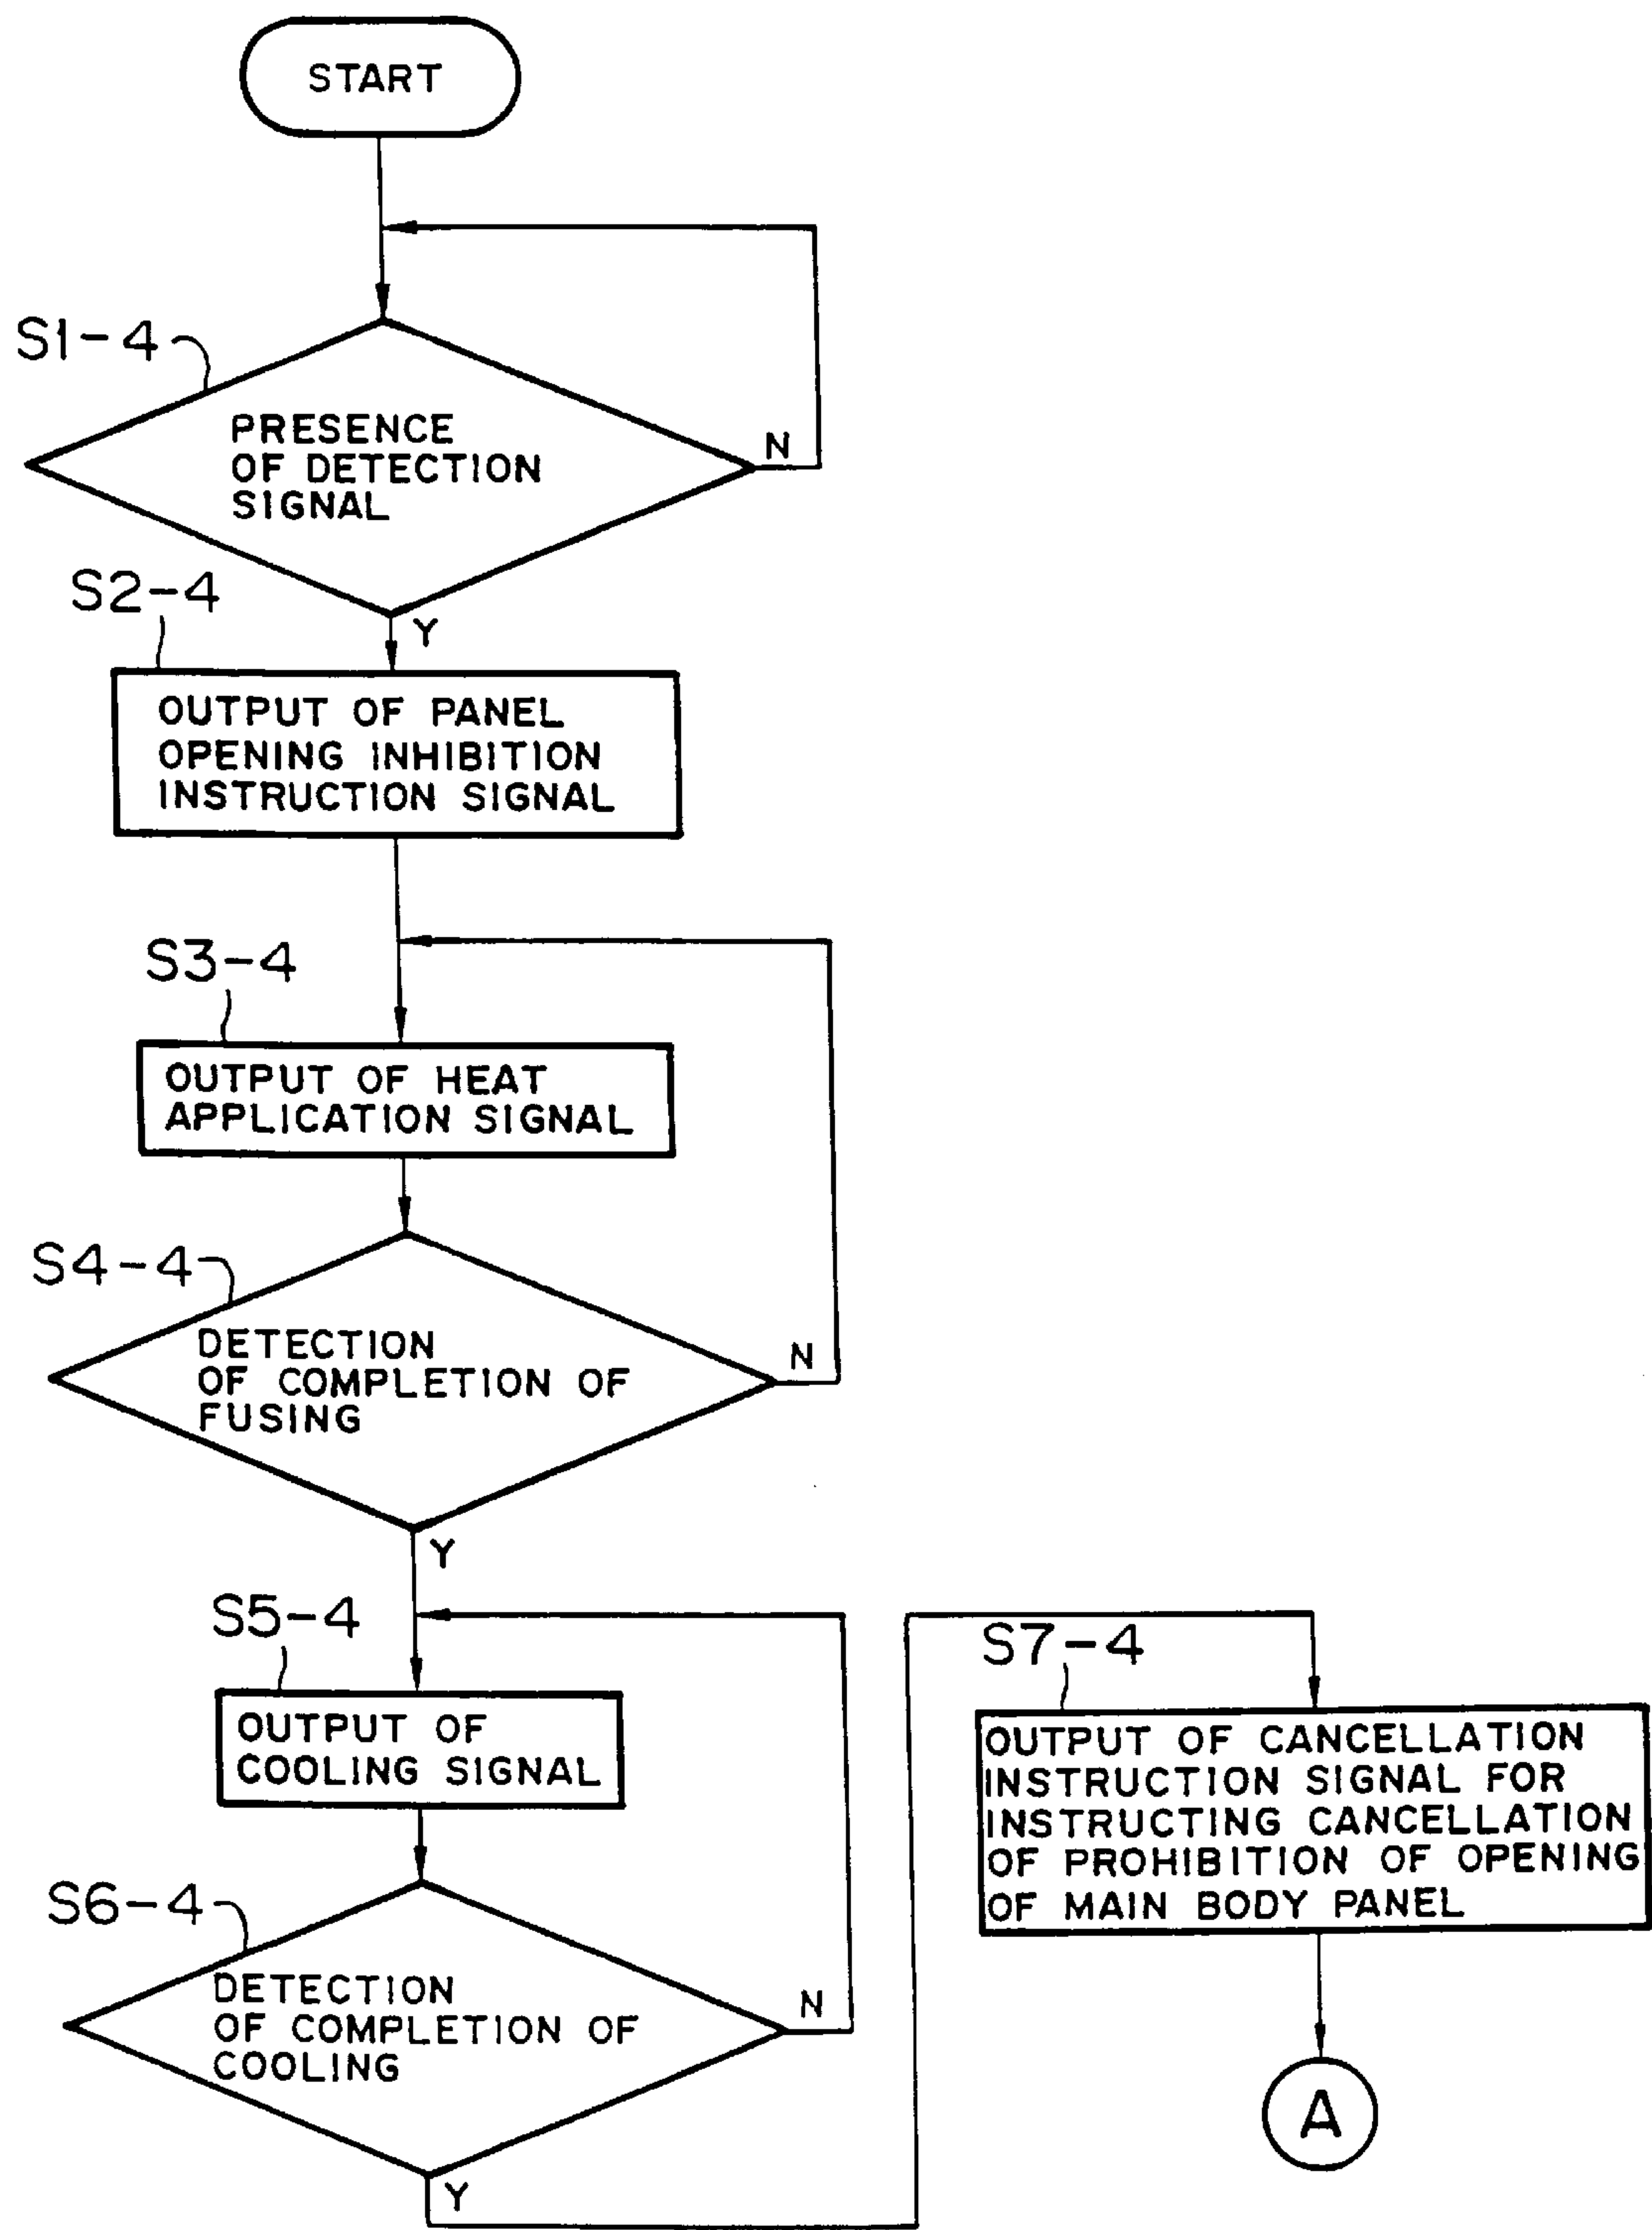 START
S1-4
PRESENCE
OF DETECTION
SIGNAL
N
Y
S2-4
OUTPUT OF PANEL
OPENING INHIBITION
INSTRUCTION SIGNAL
S3-4
OUTPUT OF HEAT
APPLICATION SIGNAL
S4-4
DETECTION
OF COMPLETION OF
FUSING
N
Y
S5-4
OUTPUT OF
COOLING SIGNAL
S6-4
DETECTION
OF COMPLETION OF
COOLING
N
Y
S7-4
OUTPUT OF CANCELLATION
INSTRUCTION SIGNAL FOR
INSTRUCTING CANCELLATION
OF PROHIBITION OF OPENING
OF MAIN BODY PANEL
A